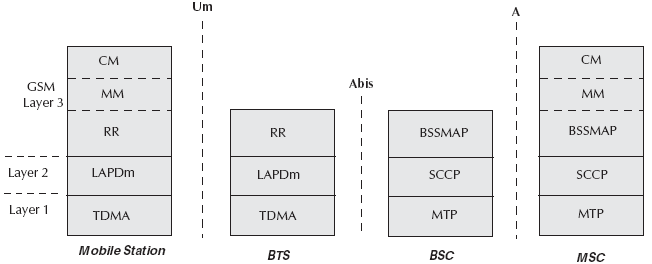 Um
A
CM
CM
GSM
Layer 3
MM
Abis
MM
RR
RR
BSSMAP
BSSMAP
Layer 2
LAPDm
LAPDm
SCCP
SCCP
Layer 1
TDMA
TDMA
MTP
MTP
Mobile Station
BTS
BSC
MSC